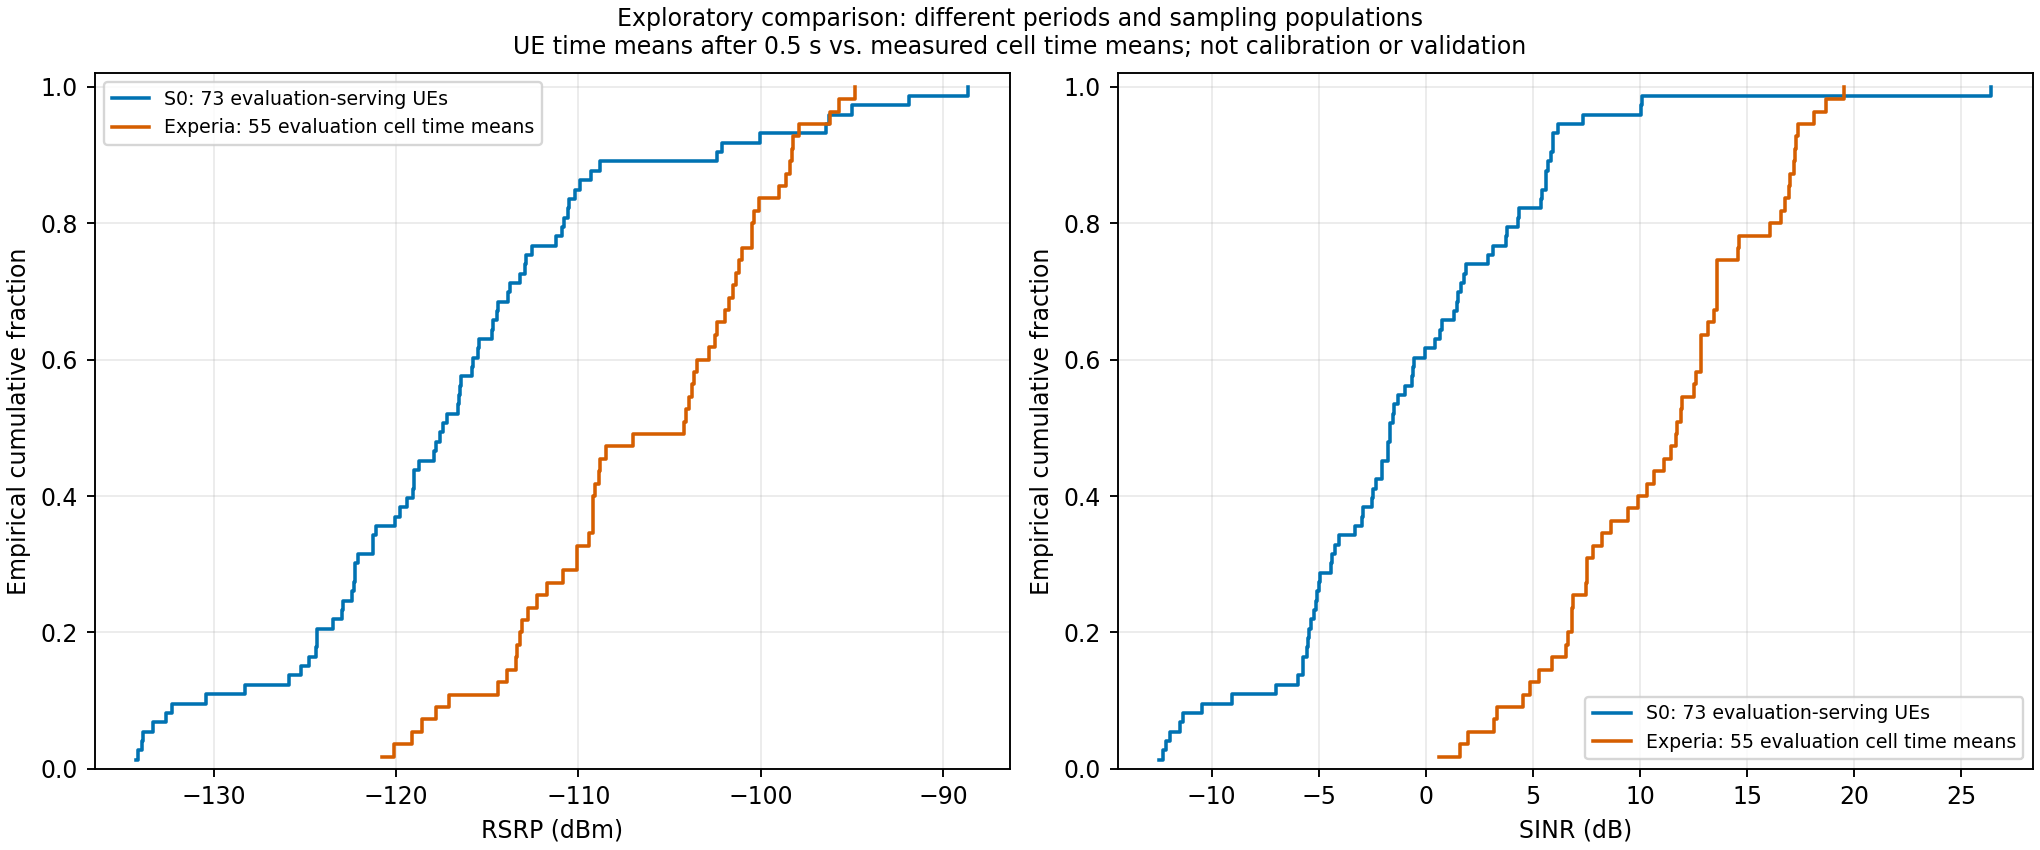 Exploratory comparison: different periods and sampling populations
UE time means after 0.5 s vs. measured cell time means; not calibration or validation
Empirical cumulative fraction
1.0
0.8
0.6
0.4
0.2
0.0
S0: 73 evaluation-serving UEs
Experia: 55 evaluation cell time means
−130
−120
−110
−100
−90
RSRP (dBm)
Empirical cumulative fraction
1.0
0.8
0.6
0.4
0.2
0.0
S0: 73 evaluation-serving UEs
Experia: 55 evaluation cell time means
−10
−5
0
5
10
15
20
25
SINR (dB)